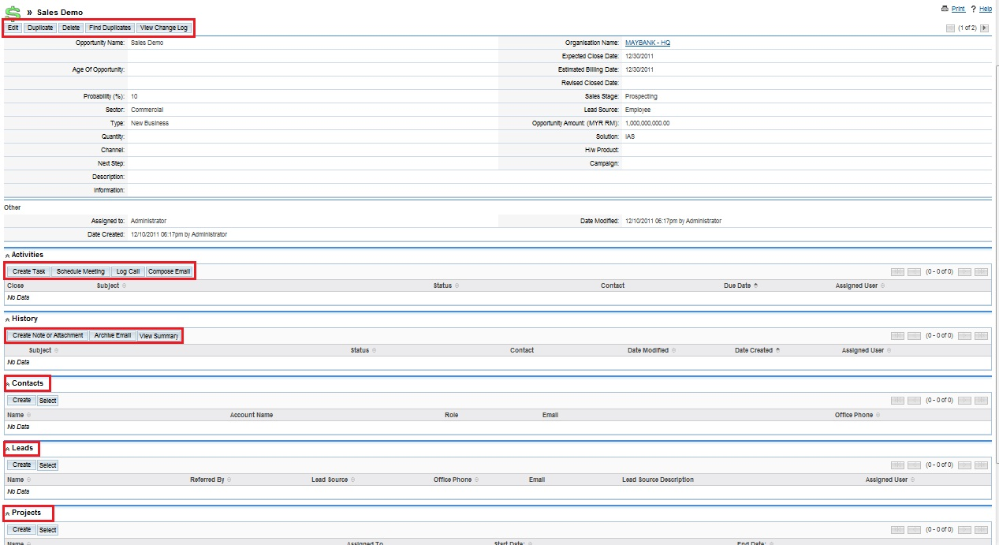 » Sales Demo
Print ? Help
Edit Duplicate Delete Find Duplicates View Change Log (1 of 2)
Opportunity Name: Sales Demo Organisation Name: MAYBANK - HQ
Expected Close Date: 12/30/2011
Age Of Opportunity: Estimated Billing Date: 12/30/2011
Revised Closed Date:
Probability (%): 10 Sales Stage: Prospecting
Sector: Commercial Lead Source: Employee
Type: New Business Opportunity Amount: (MYR RM): 1,000,000,000.00
Quantity: Solution: IAS
Channel: H/w Product:
Next Step: Campaign:
Description:
Information:
Other
Assigned to: Administrator Date Modified: 12/10/2011 06:17pm by Administrator
Date Created: 12/10/2011 06:17pm by Administrator
Activities
Create Task Schedule Meeting Log Call Compose Email (0 - 0 of 0)
Close Subject Status Contact Due Date Assigned User
No Data
History
Create Note or Attachment Archive Email View Summary (0 - 0 of 0)
Subject Status Contact Date Modified Date Created Assigned User
No Data
Contacts
Create Select (0 - 0 of 0)
Name Account Name Role Email Office Phone
No Data
Leads
Create Select (0 - 0 of 0)
Name Referred By Lead Source Office Phone Email Lead Source Description Assigned User
No Data
Projects
Create Select (0 - 0 of 0)
Name Assigned To Start Date: End Date: